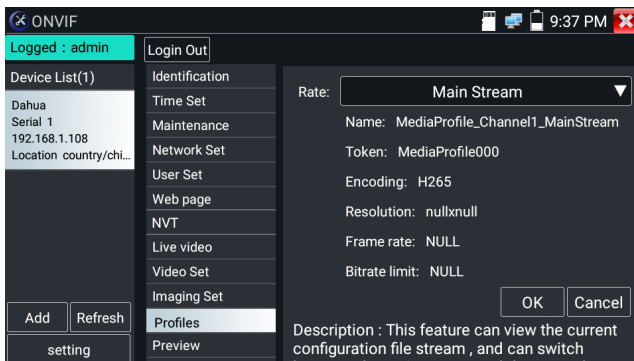 ONVIF
9:37 PM
Logged : admin
Login Out
Device List(1)
Dahua
Serial 1
192.168.1.108
Location country/chi...
Add
Refresh
setting
Identification
Time Set
Maintenance
Network Set
User Set
Web page
NVT
Live video
Video Set
Imaging Set
Profiles
Preview
Rate: Main Stream
Name: MediaProfile_Channel1_MainStream
Token: MediaProfile000
Encoding: H265
Resolution: nullxnull
Frame rate: NULL
Bitrate limit: NULL
OK
Cancel
Description : This feature can view the current
configuration file stream , and can switch